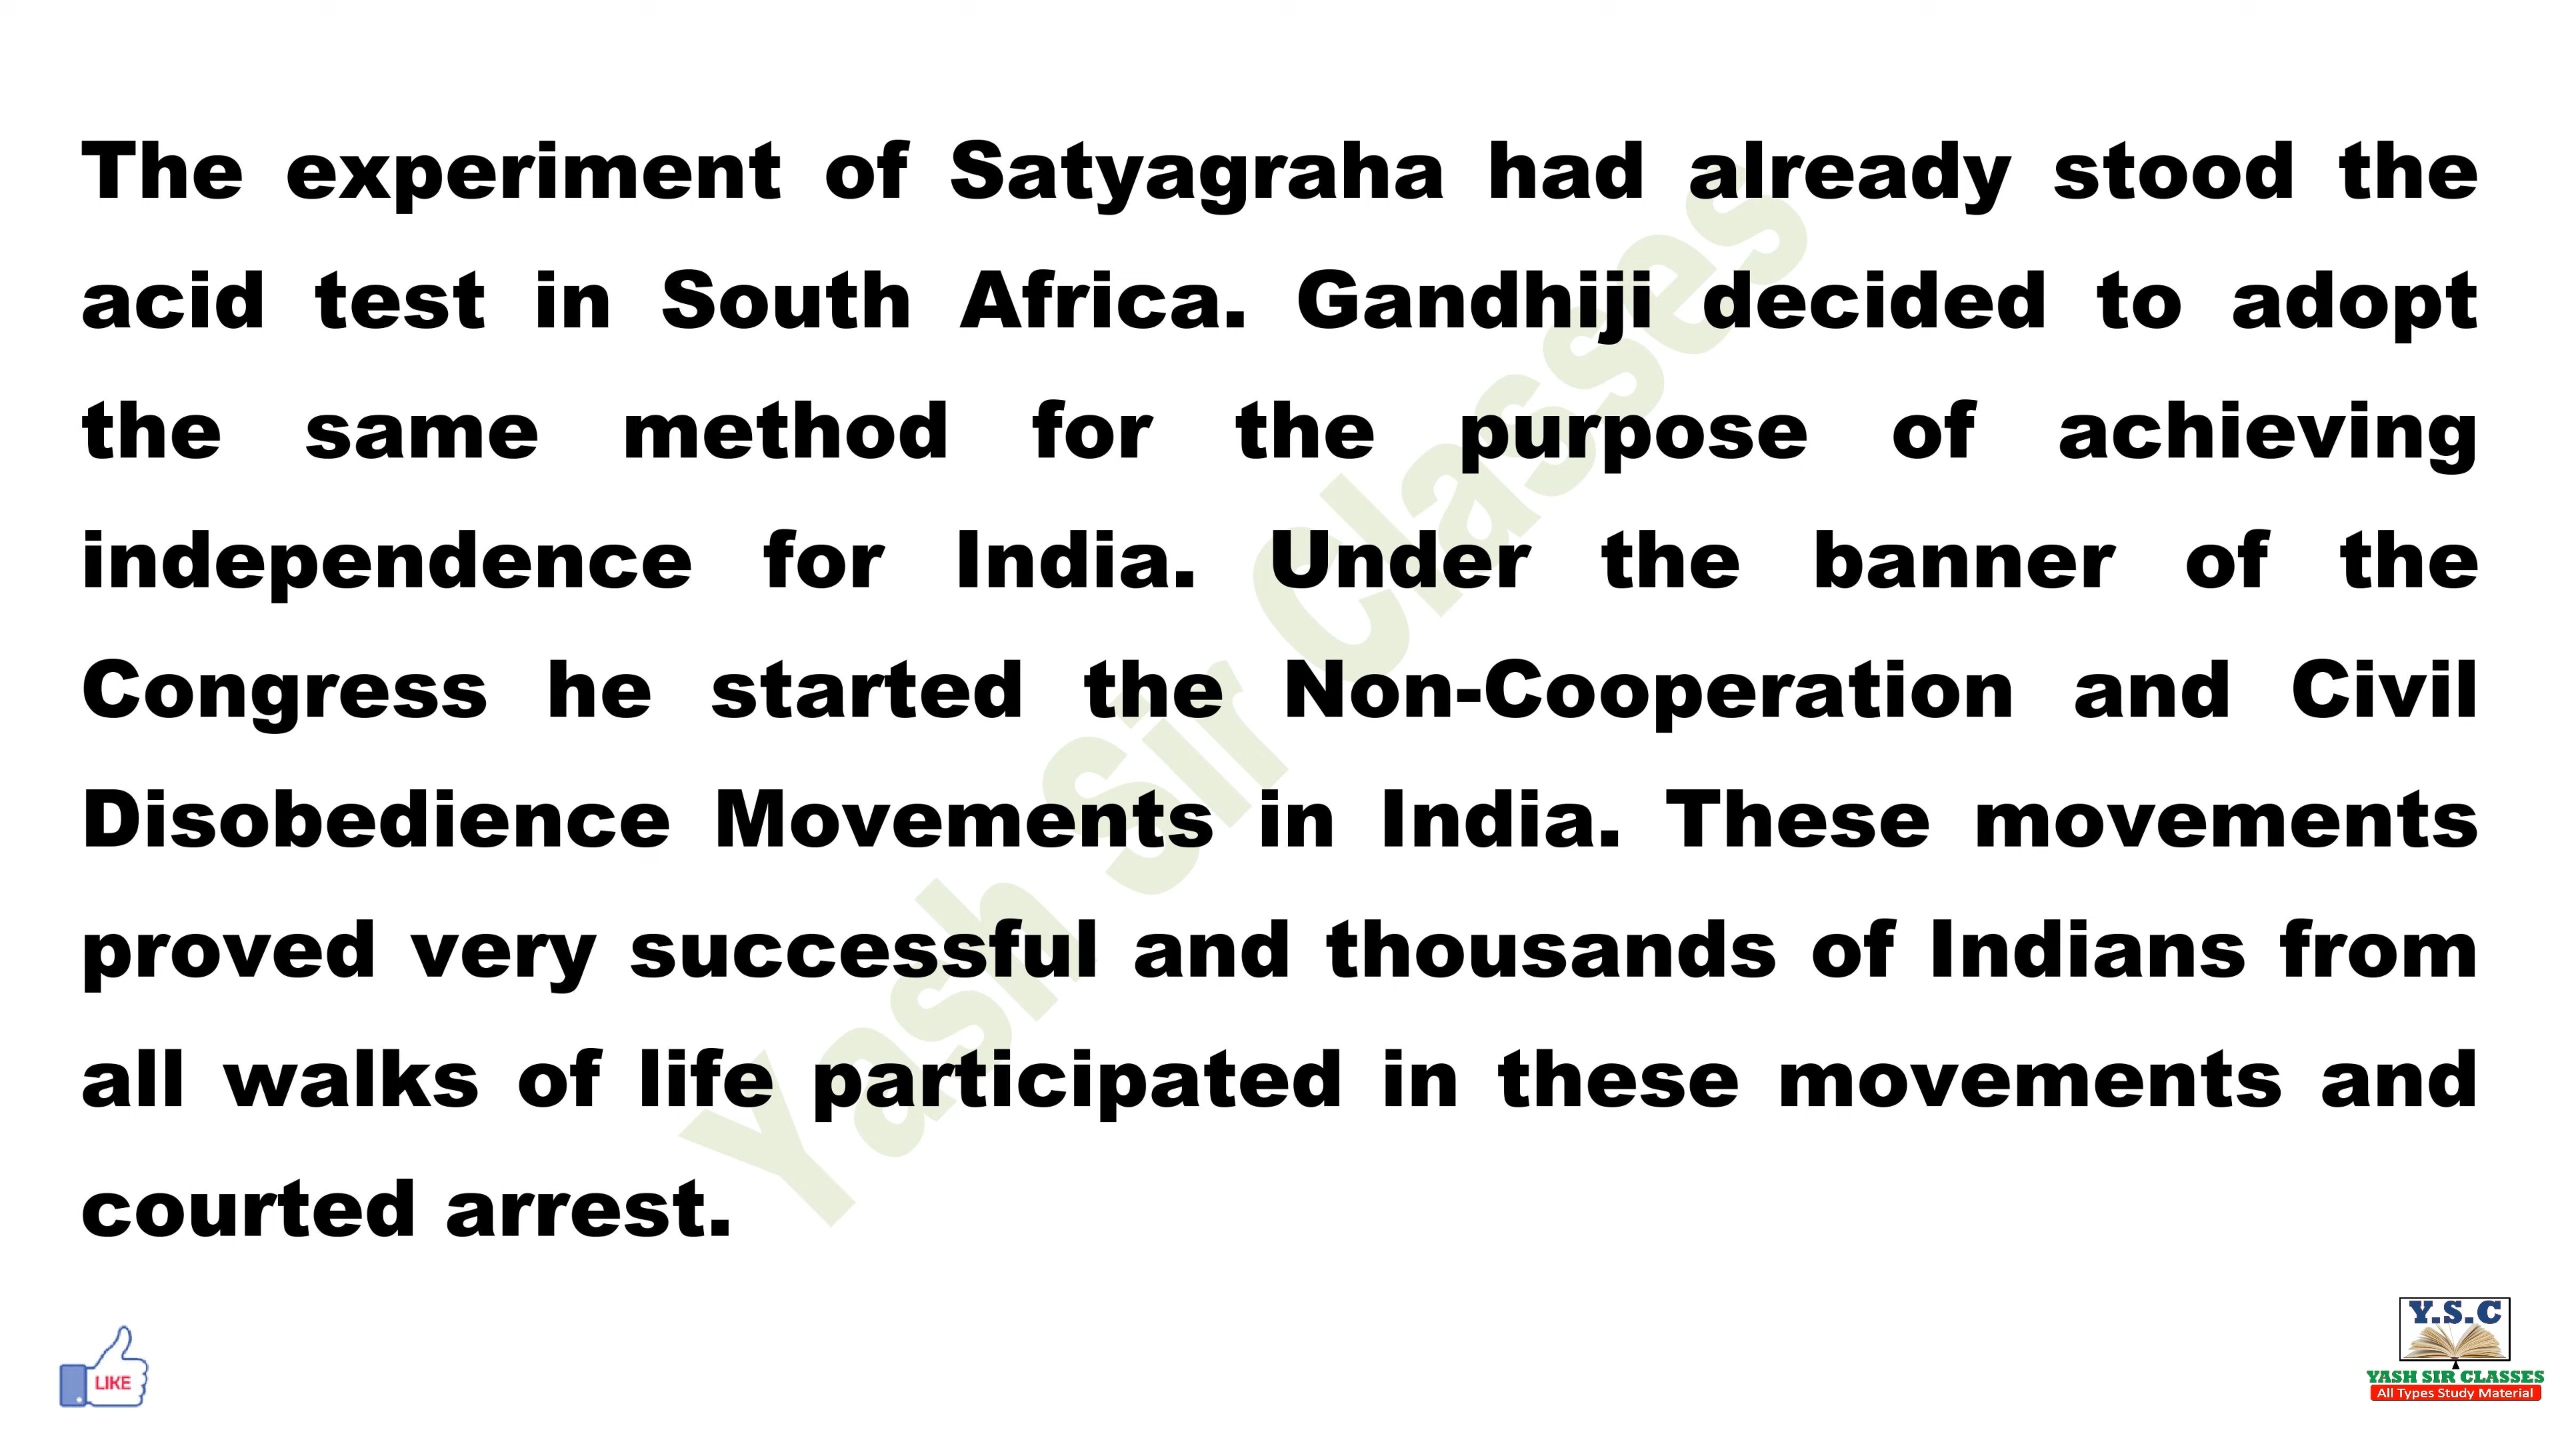 The experiment of Satyagraha had already stood the
acid test in South Africa. Gandhiji decided to adopt
the same method for the purpose of achieving
independence for India. Under the banner of the
Congress he started the Non-Cooperation and Civil
Disobedience Movements in India. These movements
proved very successful and thousands of Indians from
all walks of life participated in these movements and
courted arrest.
Yash Sir Classes
LIKE
Y.S.C
YASH SIR CLASSES
All Types Study Material